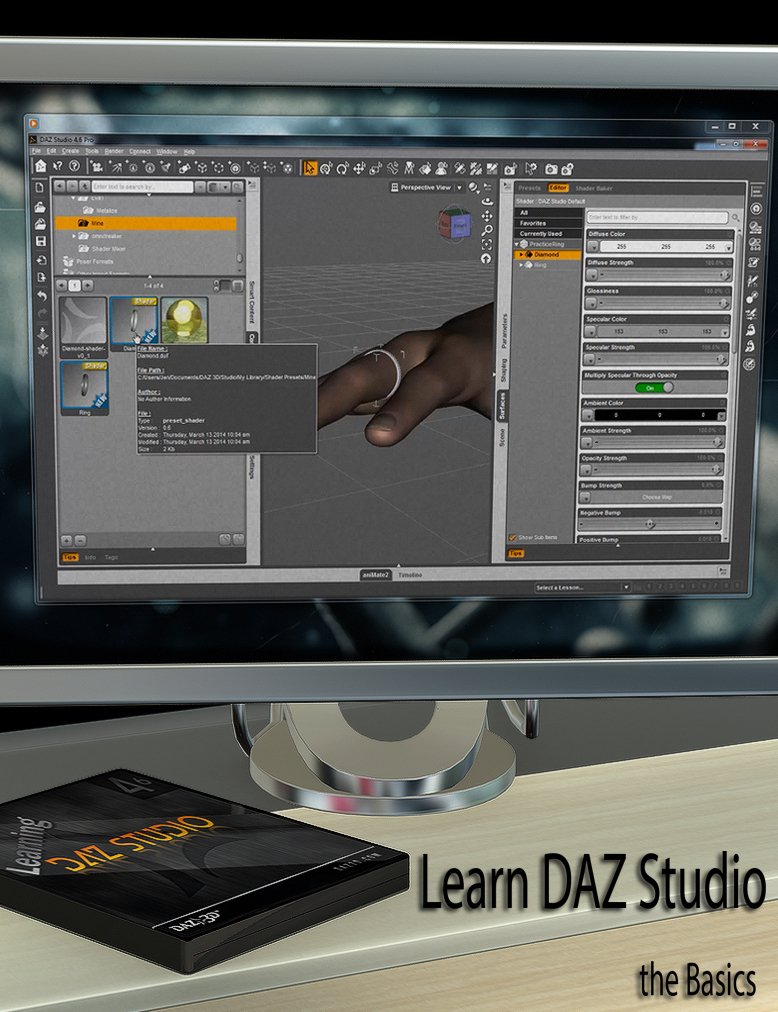 DAZ Studio 4.6 Pro
File Edit Create Tools Render Connect Window Help
Enter text to search by...
Metalize
Mine
omnifreaker
Shader Mixer
Poser Formats
Other Import Formats
1
1-4 of 4
Diamond-shader-
v0_1
Shader
Shader
Ring
File Name :
Diamond.duf
File Path :
C:/Users/Jen/Documents/DAZ 3D/Studio/My Library/Shader Presets/Mine
Author :
No Author Information.
File :
Type : preset_shader
Version : 0.6
Created : Thursday, March 13 2014 10:04 am
Modified : Thursday, March 13 2014 10:04 am
Size : 2 Kb
Smart Content
Settings
Tips Info Tags
Perspective View
Parameters
Shaping
Surfaces
Scene
Presets Editor Shader Baker
Shader : DAZ Studio Default
All
Favorites
Currently Used
PracticeRing
Diamond
Ring
Show Sub Items
Tips
Enter text to filter by...
Diffuse Color
255 255 255
Diffuse Strength 100.0%
Glossiness 100.0%
Specular Color
153 153 153
Specular Strength 100.0%
Multiply Specular Through Opacity
On
Ambient Color
0 0 0
Ambient Strength 100.0%
Opacity Strength 100.0%
Bump Strength
Choose Map
Negative Bump
Positive Bump
aniMate2 Timeline
Select a Lesson...
4.6
Learning
DAZ STUDIO
DAZ3D.COM
DAZ 3D
Learn DAZ Studio
the Basics